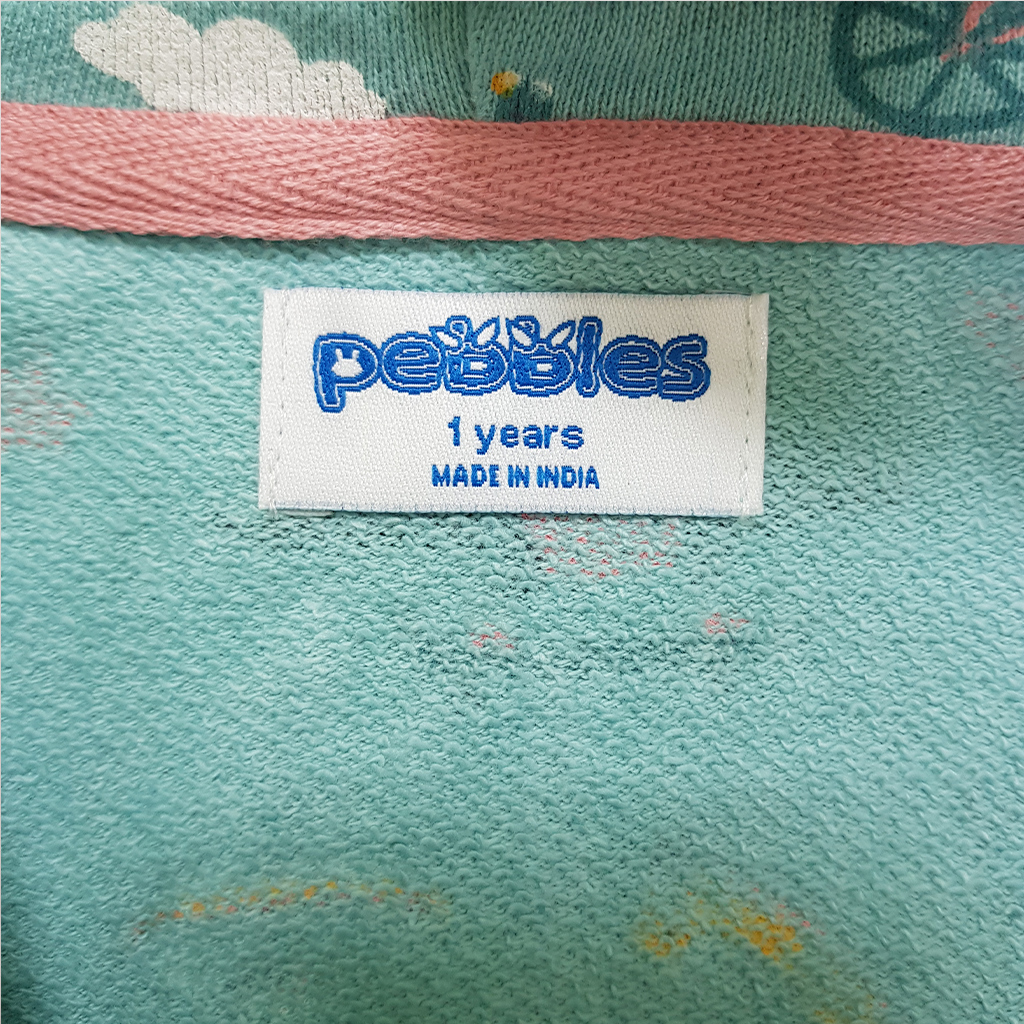 pebbles
1 years
MADE IN INDIA